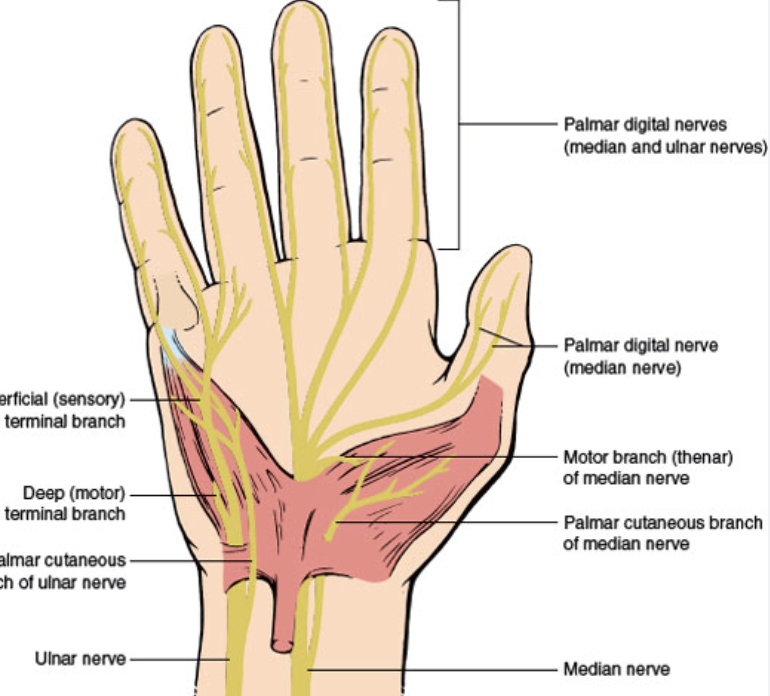 Palmar digital nerves
(median and ulnar nerves)
Palmar digital nerve
(median nerve)
erficial (sensory)
terminal branch
Motor branch (thenar)
of median nerve
Deep (motor)
terminal branch
Palmar cutaneous branch
of median nerve
almar cutaneous
ch of ulnar nerve
Ulnar nerve
Median nerve